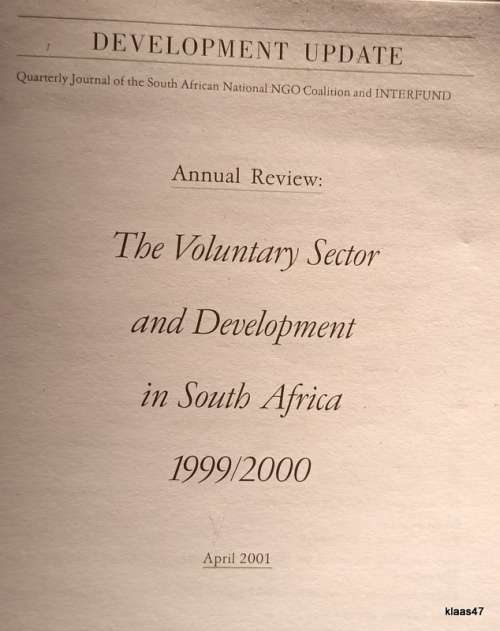 DEVELOPMENT UPDATE
Quarterly Journal of the South African National NGO Coalition and INTERFUND
Annual Review:
The Voluntary Sector
and Development
in South Africa
1999/2000
April 2001
klaas47